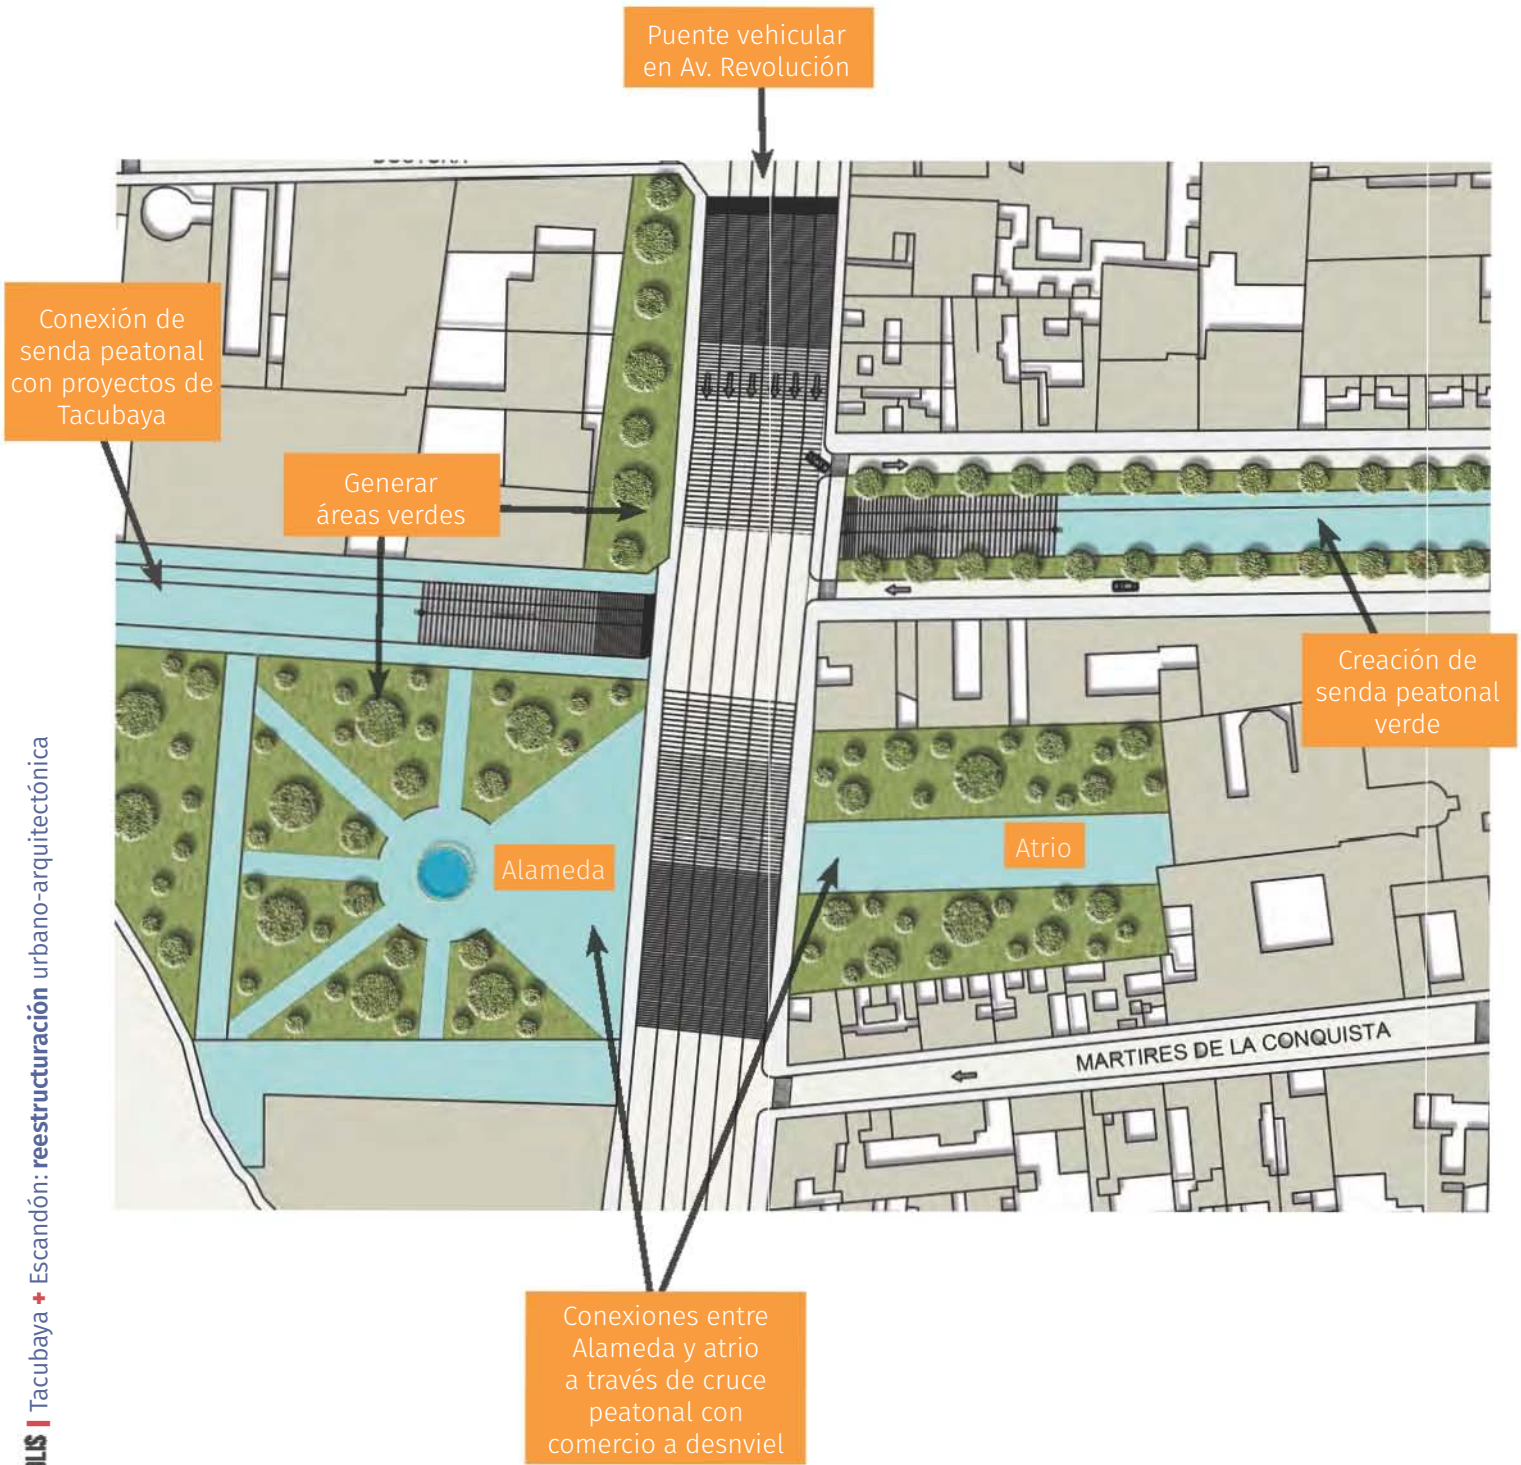 Puente vehicular
en Av. Revolución
Conexión de
senda peatonal
con proyectos de
Tacubaya
Generar
áreas verdes
Creación de
senda peatonal
verde
Alameda
Atrio
MARTIRES DE LA CONQUISTA
Conexiones entre
Alameda y atrio
a través de cruce
peatonal con
comercio a desnviel
| Tacubaya + Escandón: reestructuración urbano-arquitectónica